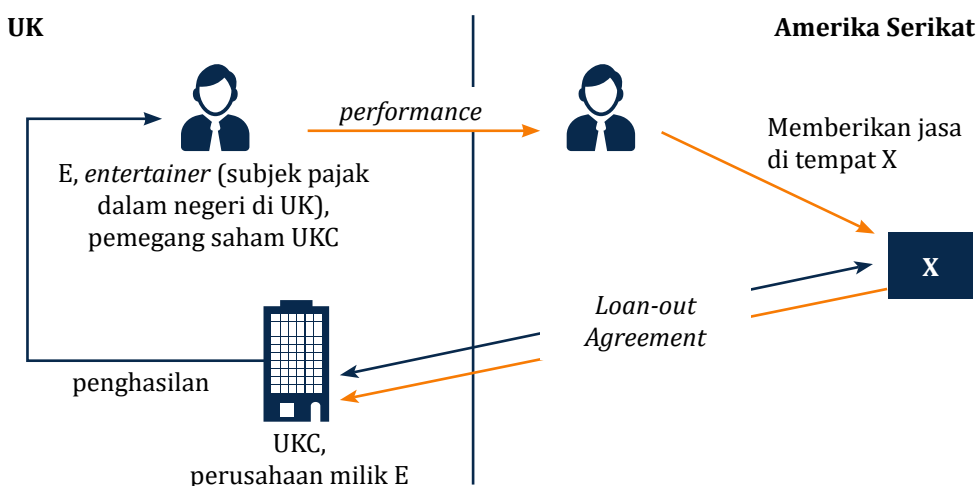 UK
Amerika Serikat
performance
Memberikan jasa
di tempat X
E, entertainer (subjek pajak
dalam negeri di UK),
pemegang saham UKC
X
Loan-out
Agreement
penghasilan
UKC,
perusahaan milik E